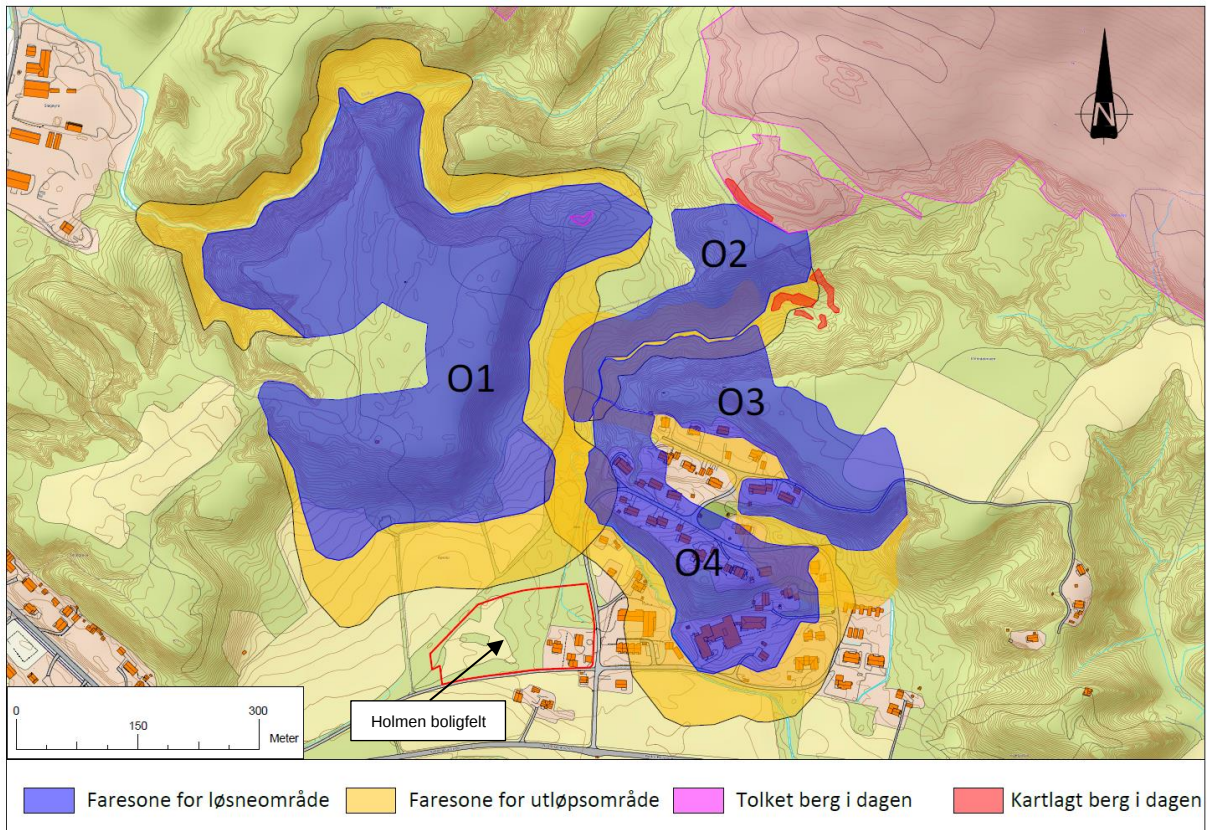 N
O2
O1
O3
O4
0
300
150
Meter
Holmen boligfelt
Faresone for løsneområde
Faresone for utløpsområde
Tolket berg i dagen
Kartlagt berg i dagen